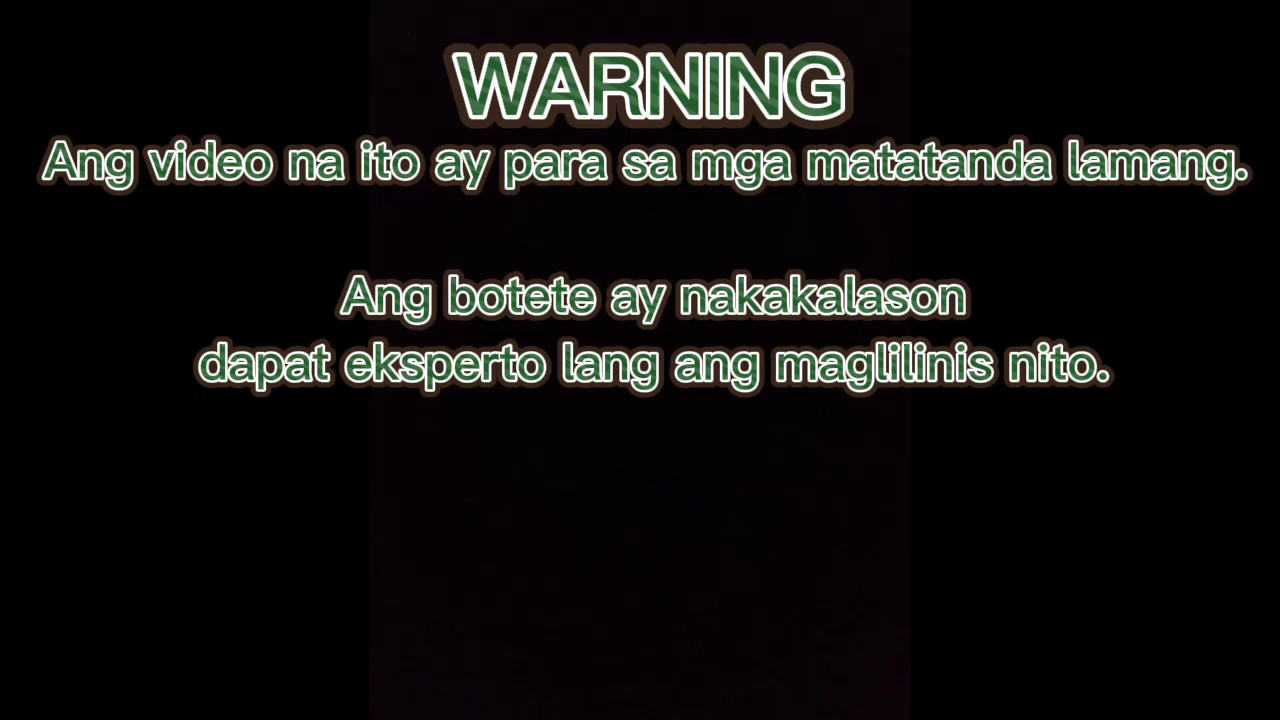 WARNING
Ang video na ito ay para sa mga matatanda lamang.
Ang botete ay nakakalason
dapat eksperto lang ang maglilinis nito.